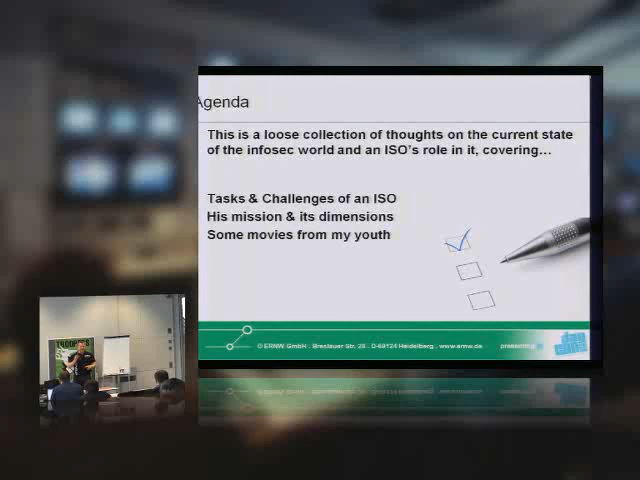 Agenda
This is a loose collection of thoughts on the current state
of the infosec world and an ISO's role in it, covering...
Tasks & Challenges of an ISO
His mission & its dimensions
Some movies from my youth
© ERNW GmbH . Breslauer Str. 28 . D-69124 Heidelberg . www.ernw.de
TROOPERS